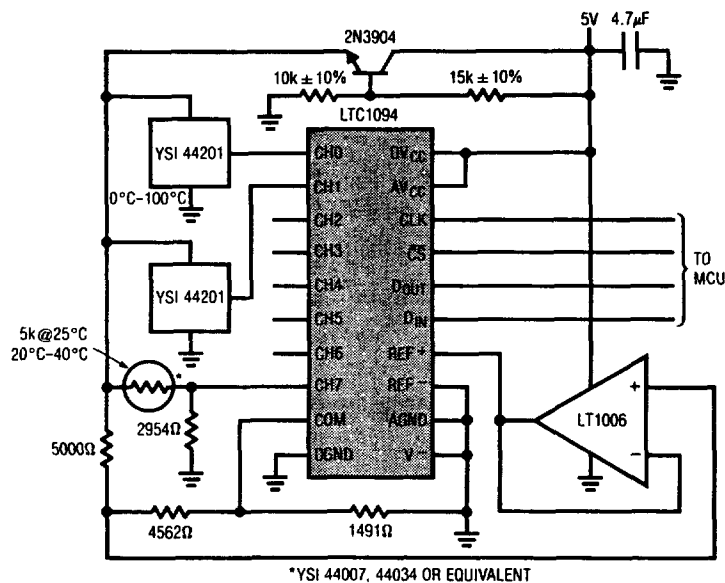 5V
4.7µF
2N3904
10k ± 10%
15k ± 10%
LTC1094
YSI 44201
0°C-100°C
YSI 44201
5k@25°C
20°C-40°C
*
2954Ω
5000Ω
4562Ω
1491Ω
CH0
CH1
CH2
CH3
CH4
CH5
CH6
CH7
COM
DGND
DVCC
AVCC
CLK
CS
DOUT
DIN
REF+
REF−
AGND
V−
TO
MCU
+
LT1006
−
*YSI 44007, 44034 OR EQUIVALENT